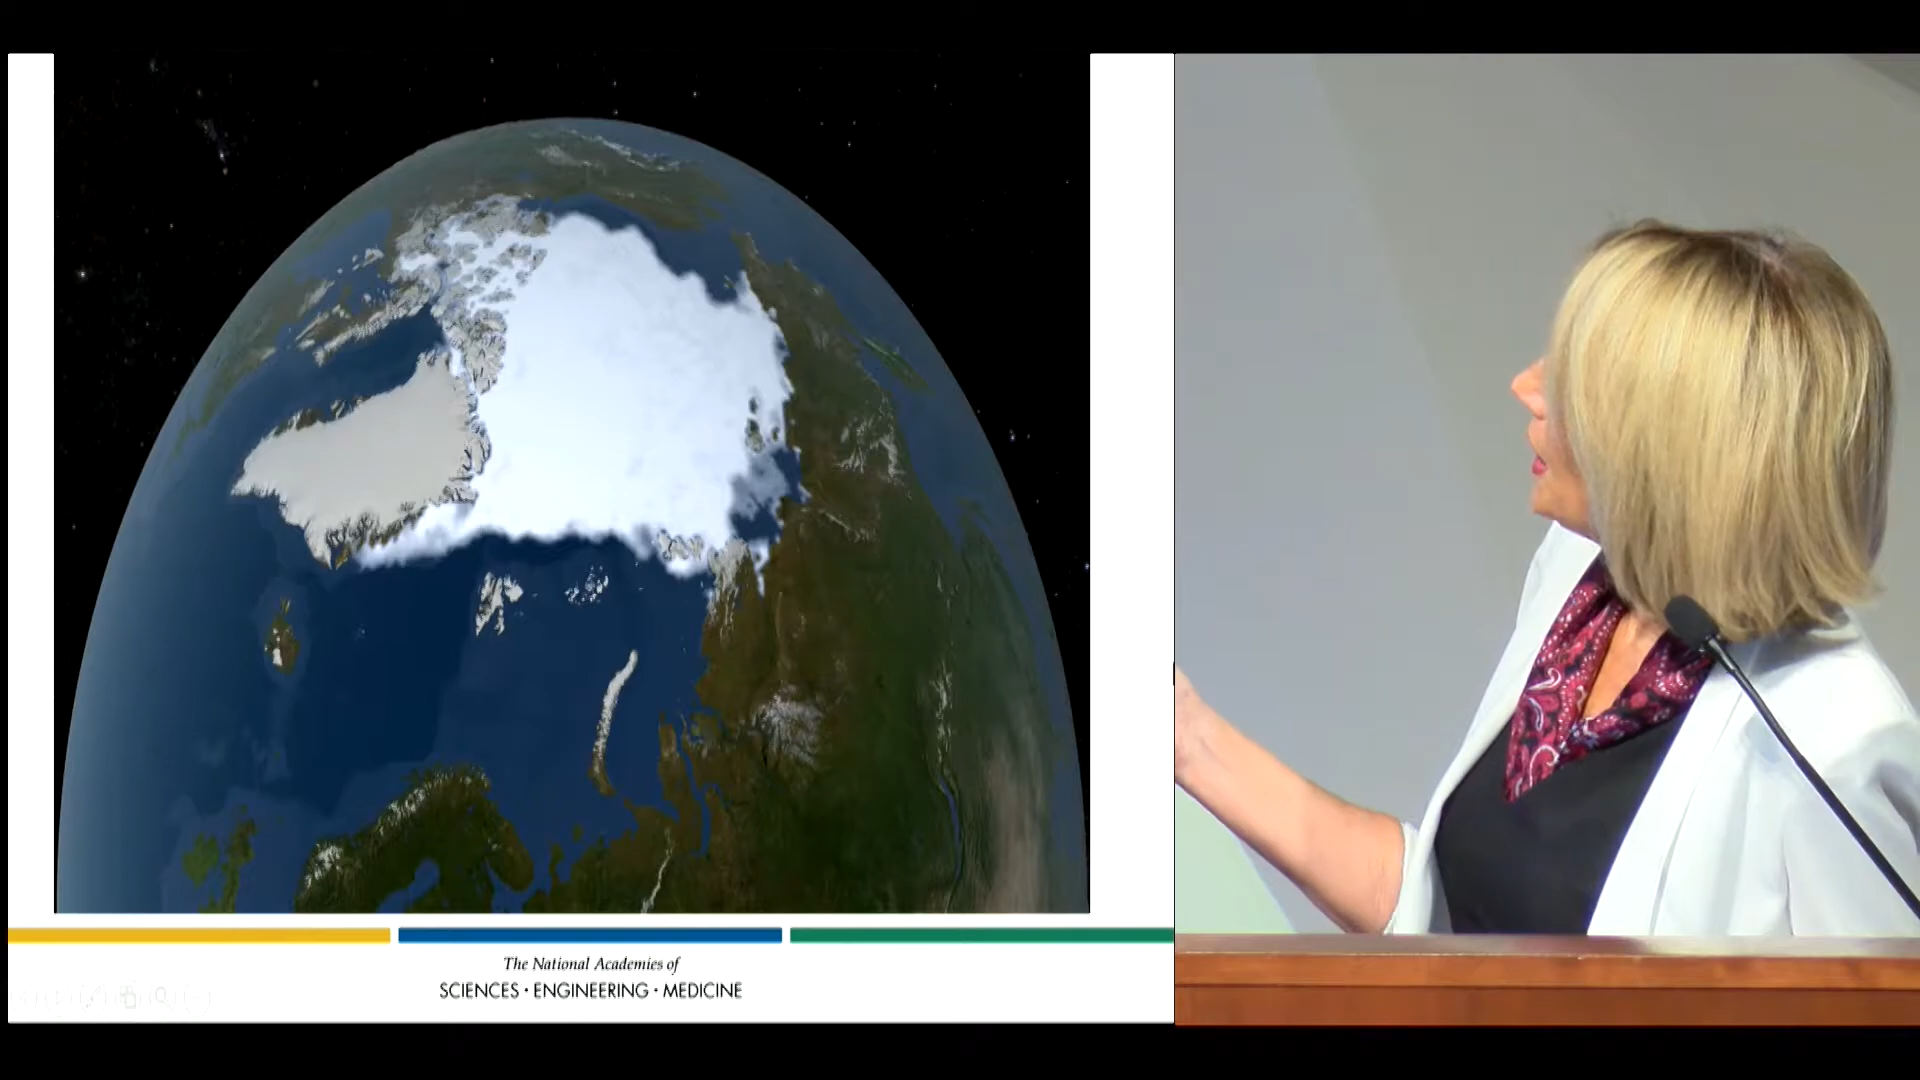 The National Academies of
SCIENCES · ENGINEERING · MEDICINE